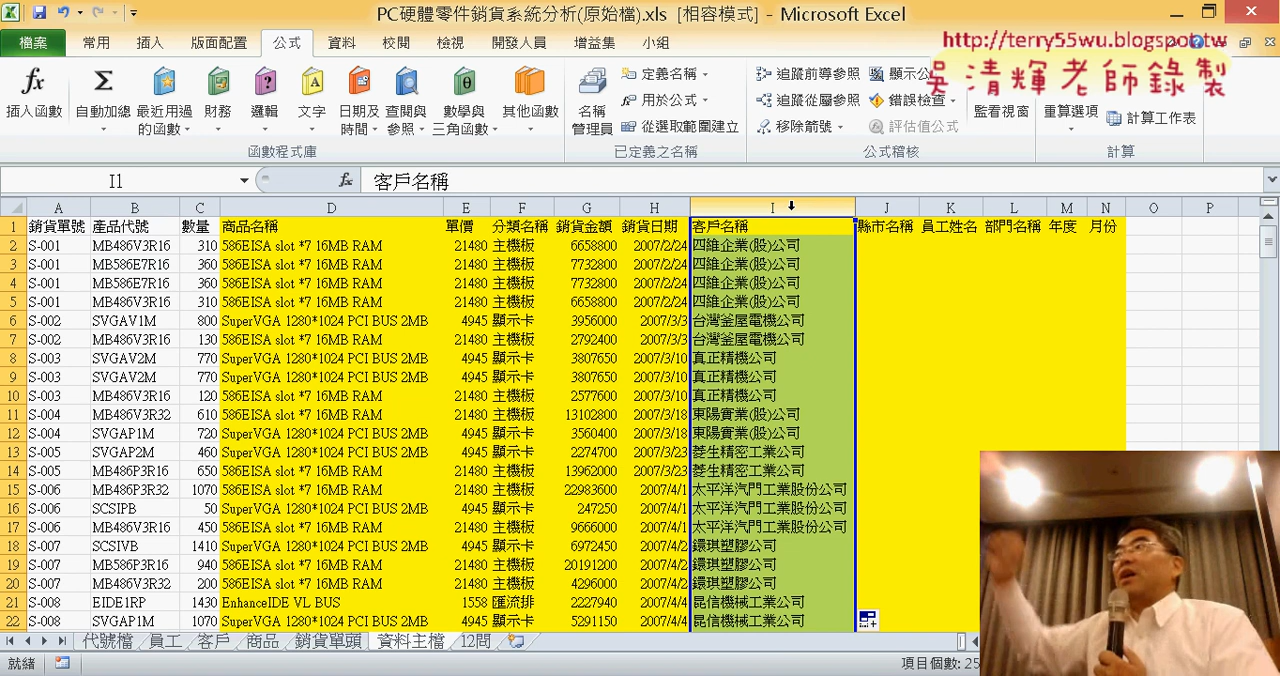 PC硬體零件銷貨系統分析(原始檔).xls [相容模式] - Microsoft Excel
檔案 常用 插入 版面配置 公式 資料 校閱 檢視 開發人員 增益集 小組
http://terry55wu.blogspot.tw
吳清輝老師錄製
插入函數 自動加總 最近用過的函數 財務 邏輯 文字 日期及時間 查閱與參照 數學與三角函數 其他函數
函數程式庫
名稱管理員 定義名稱 用於公式 從選取範圍建立
已定義之名稱
追蹤前導參照 追蹤從屬參照 移除箭號 顯示公 錯誤檢查 評估值公式 監看視窗
公式稽核
重算選項 計算工作表
計算
I1 fx 客戶名稱
A B C D E F G H I J K L M N O P
1 銷貨單號 產品代號 數量 商品名稱 單價 分類名稱 銷貨金額 銷貨日期 客戶名稱 縣市名稱 員工姓名 部門名稱 年度 月份
2 S-001 MB486V3R16 310 586EISA slot *7 16MB RAM 21480 主機板 6658800 2007/2/24 四維企業(股)公司
3 S-001 MB586E7R16 360 586EISA slot *7 16MB RAM 21480 主機板 7732800 2007/2/24 四維企業(股)公司
4 S-001 MB586E7R16 360 586EISA slot *7 16MB RAM 21480 主機板 7732800 2007/2/24 四維企業(股)公司
5 S-001 MB486V3R16 310 586EISA slot *7 16MB RAM 21480 主機板 6658800 2007/2/24 四維企業(股)公司
6 S-002 SVGAV1M 800 SuperVGA 1280*1024 PCI BUS 2MB 4945 顯示卡 3956000 2007/3/3 台灣釜屋電機公司
7 S-002 MB486V3R16 130 586EISA slot *7 16MB RAM 21480 主機板 2792400 2007/3/3 台灣釜屋電機公司
8 S-003 SVGAV2M 770 SuperVGA 1280*1024 PCI BUS 2MB 4945 顯示卡 3807650 2007/3/10 真正精機公司
9 S-003 SVGAV2M 770 SuperVGA 1280*1024 PCI BUS 2MB 4945 顯示卡 3807650 2007/3/10 真正精機公司
10 S-003 MB486V3R16 120 586EISA slot *7 16MB RAM 21480 主機板 2577600 2007/3/10 真正精機公司
11 S-004 MB486V3R32 610 586EISA slot *7 16MB RAM 21480 主機板 13102800 2007/3/18 東陽實業(股)公司
12 S-004 SVGAP1M 720 SuperVGA 1280*1024 PCI BUS 2MB 4945 顯示卡 3560400 2007/3/18 東陽實業(股)公司
13 S-005 SVGAP2M 460 SuperVGA 1280*1024 PCI BUS 2MB 4945 顯示卡 2274700 2007/3/23 菱生精密工業公司
14 S-005 MB486P3R16 650 586EISA slot *7 16MB RAM 21480 主機板 13962000 2007/3/23 菱生精密工業公司
15 S-006 MB486P3R32 1070 586EISA slot *7 16MB RAM 21480 主機板 22983600 2007/4/1 太平洋汽門工業股份公司
16 S-006 SCSIPB 50 SuperVGA 1280*1024 PCI BUS 2MB 4945 顯示卡 247250 2007/4/1 太平洋汽門工業股份公司
17 S-006 MB486V3R16 450 586EISA slot *7 16MB RAM 21480 主機板 9666000 2007/4/1 太平洋汽門工業股份公司
18 S-007 SCSIVB 1410 SuperVGA 1280*1024 PCI BUS 2MB 4945 顯示卡 6972450 2007/4/2 鐶琪塑膠公司
19 S-007 MB586P3R16 940 586EISA slot *7 16MB RAM 21480 主機板 20191200 2007/4/2 鐶琪塑膠公司
20 S-007 MB486V3R32 200 586EISA slot *7 16MB RAM 21480 主機板 4296000 2007/4/2 鐶琪塑膠公司
21 S-008 EIDE1RP 1430 EnhanceIDE VL BUS 1558 匯流排 2227940 2007/4/4 昆信機械工業公司
22 S-008 SVGAP1M 1070 SuperVGA 1280*1024 PCI BUS 2MB 4945 顯示卡 5291150 2007/4/4 昆信機械工業公司
代號檔 員工 客戶 商品 銷貨單頭 資料主檔 12問
就緒 項目個數: 25